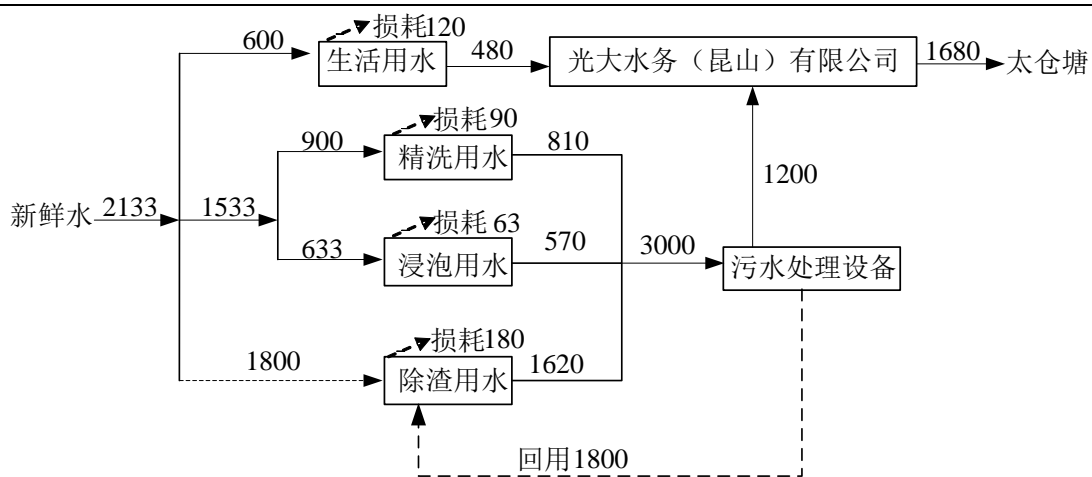 损耗120
600
生活用水
480
光大水务（昆山）有限公司
1680
太仓塘
损耗90
900
精洗用水
810
1200
新鲜水
2133
1533
损耗 63
633
浸泡用水
570
3000
污水处理设备
损耗180
1800
除渣用水
1620
回用1800